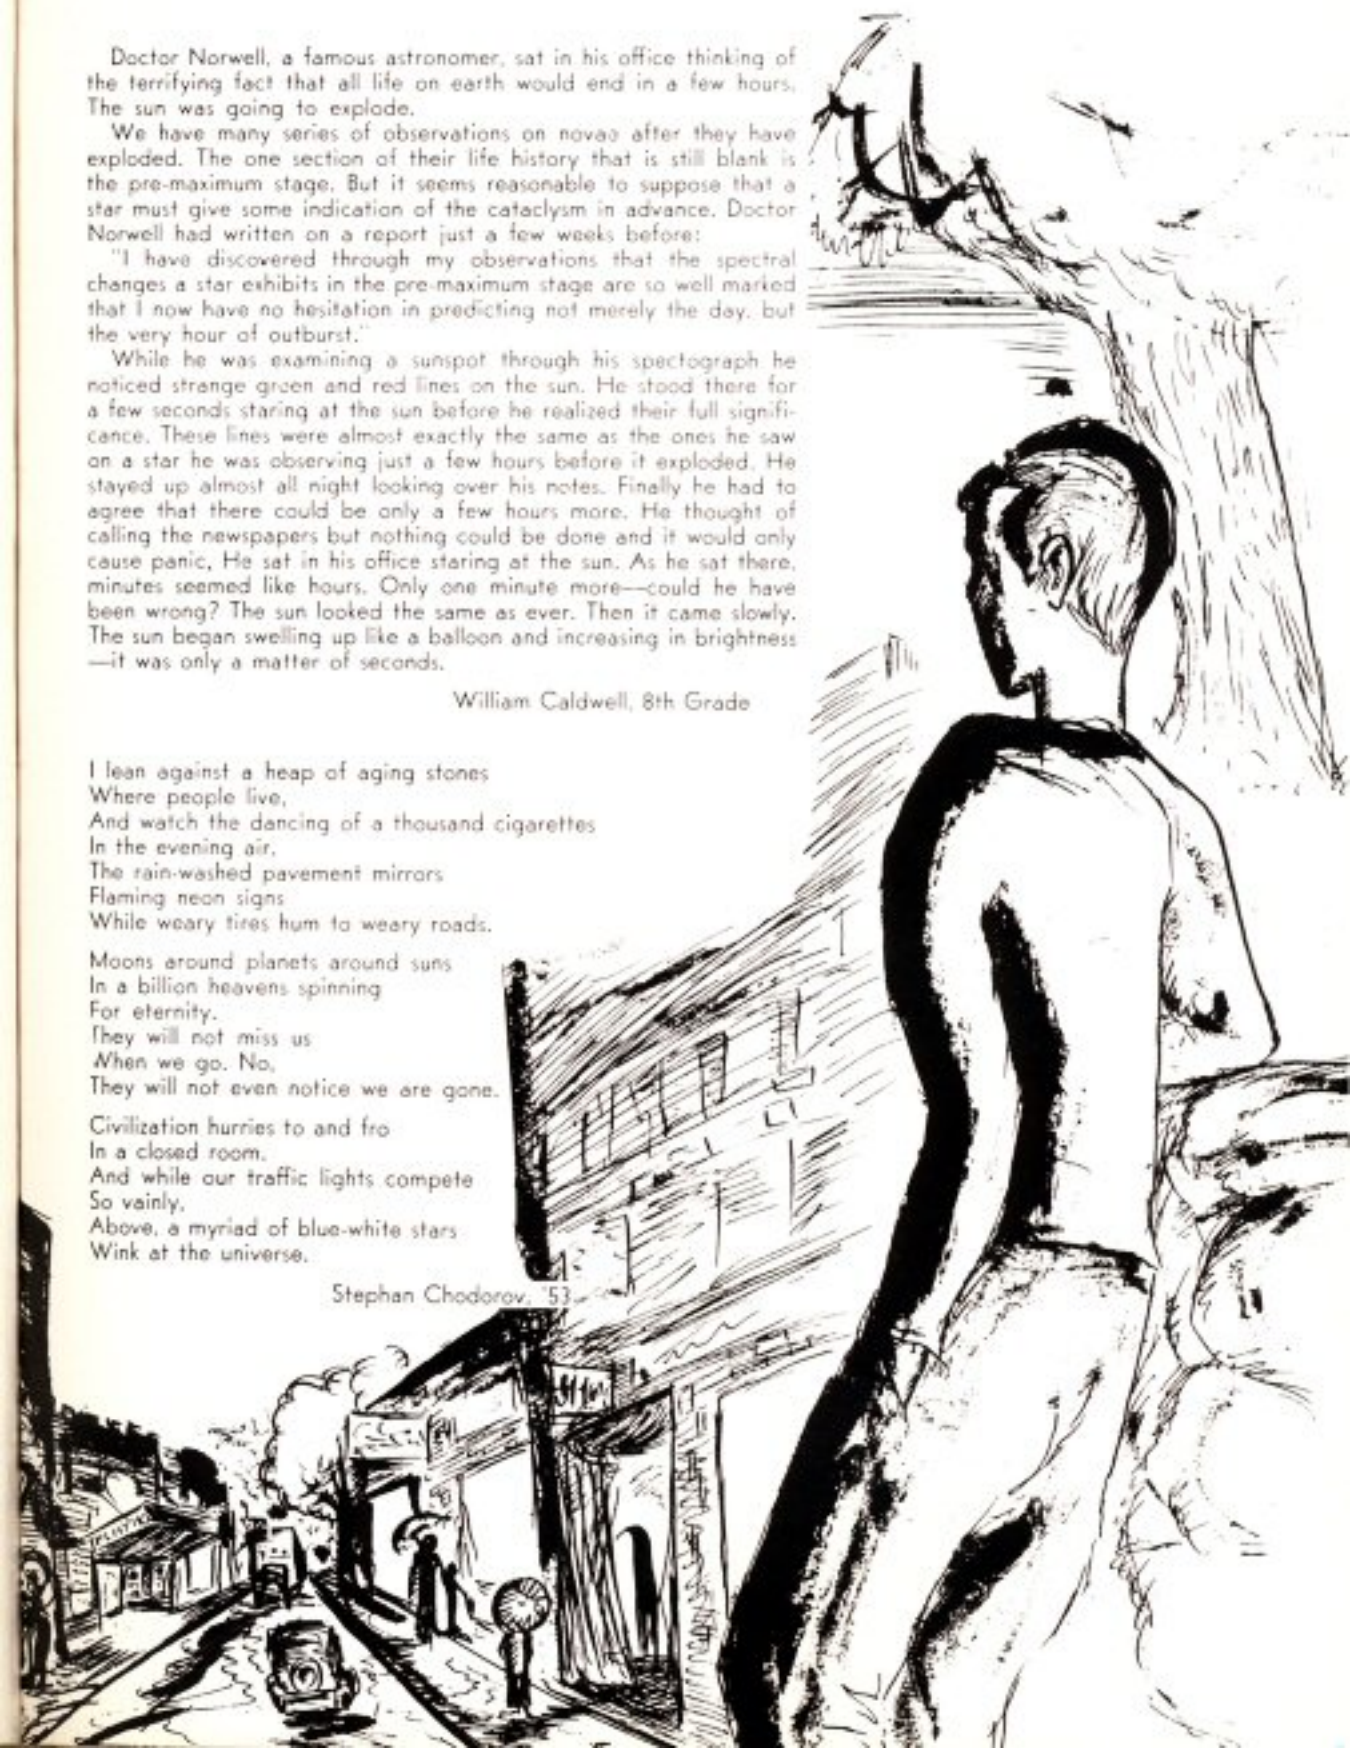 Doctor Norwell, a famous astronomer, sat in his office thinking of
the terrifying fact that all life on earth would end in a few hours.
The sun was going to explode.
We have many series of observations on novae after they have
exploded. The one section of their life history that is still blank is
the pre-maximum stage. But it seems reasonable to suppose that a
star must give some indication of the cataclysm in advance. Doctor
Norwell had written on a report just a few weeks before:
"I have discovered through my observations that the spectral
changes a star exhibits in the pre-maximum stage are so well marked
that I now have no hesitation in predicting not merely the day, but
the very hour of outburst."
While he was examining a sunspot through his spectograph he
noticed strange green and red lines on the sun. He stood there for
a few seconds staring at the sun before he realized their full signifi-
cance. These lines were almost exactly the same as the ones he saw
on a star he was observing just a few hours before it exploded. He
stayed up almost all night looking over his notes. Finally he had to
agree that there could be only a few hours more. He thought of
calling the newspapers but nothing could be done and it would only
cause panic, He sat in his office staring at the sun. As he sat there,
minutes seemed like hours. Only one minute more—could he have
been wrong? The sun looked the same as ever. Then it came slowly.
The sun began swelling up like a balloon and increasing in brightness
—it was only a matter of seconds.
William Caldwell, 8th Grade
I lean against a heap of aging stones
Where people live,
And watch the dancing of a thousand cigarettes
In the evening air.
The rain-washed pavement mirrors
Flaming neon signs
While weary tires hum to weary roads.
Moons around planets around suns
In a billion heavens spinning
For eternity.
They will not miss us
When we go. No,
They will not even notice we are gone.
Civilization hurries to and fro
In a closed room.
And while our traffic lights compete
So vainly,
Above, a myriad of blue-white stars
Wink at the universe.
Stephan Chodorov, '53